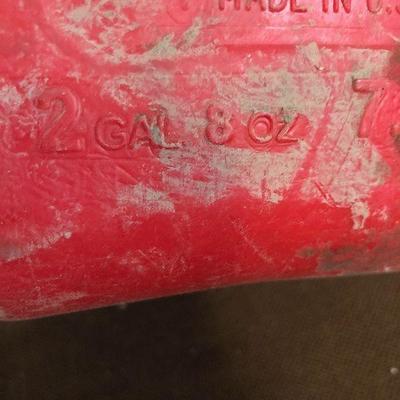 MADE IN U.S
2 GAL 8 OZ 7.